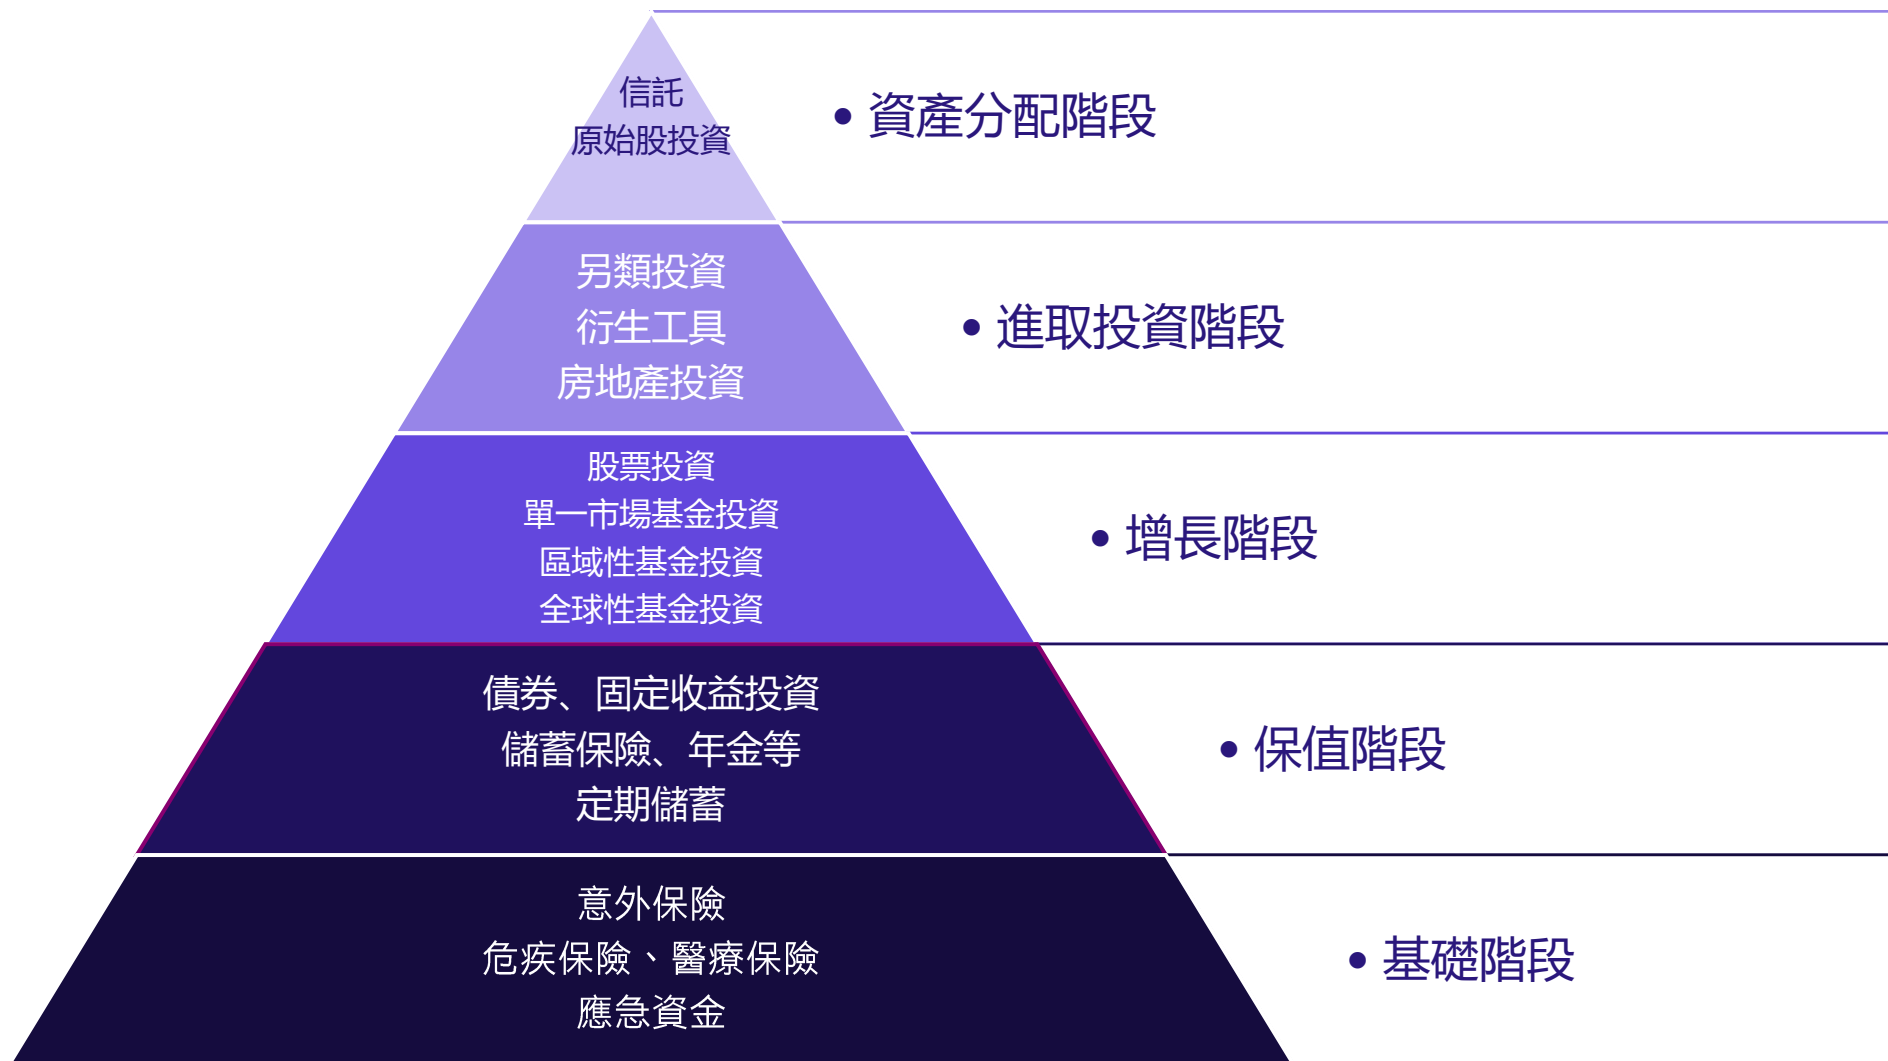 信託
原始股投資
• 資產分配階段
另類投資
衍生工具
房地產投資
• 進取投資階段
股票投資
單一市場基金投資
區域性基金投資
全球性基金投資
• 增長階段
債券、固定收益投資
儲蓄保險、年金等
定期儲蓄
• 保值階段
意外保險
危疾保險、醫療保險
應急資金
• 基礎階段